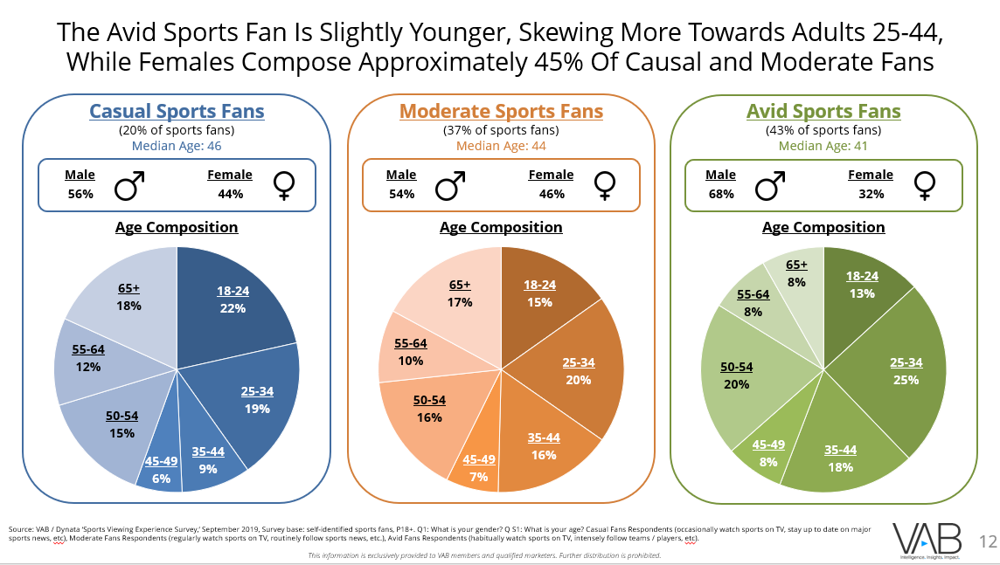 The Avid Sports Fan Is Slightly Younger, Skewing More Towards Adults 25-44,
While Females Compose Approximately 45% Of Causal and Moderate Fans
Casual Sports Fans
(20% of sports fans)
Median Age: 46
Male
56%
Female
44%
Age Composition
18-24
22%
25-34
19%
35-44
9%
45-49
6%
50-54
15%
55-64
12%
65+
18%
Moderate Sports Fans
(37% of sports fans)
Median Age: 44
Male
54%
Female
46%
Age Composition
18-24
15%
25-34
20%
35-44
16%
45-49
7%
50-54
16%
55-64
10%
65+
17%
Avid Sports Fans
(43% of sports fans)
Median Age: 41
Male
68%
Female
32%
Age Composition
18-24
13%
25-34
25%
35-44
18%
45-49
8%
50-54
20%
55-64
8%
65+
8%
Source: VAB / Dynata ‘Sports Viewing Experience Survey,’ September 2019, Survey base: self-identified sports fans, P18+. Q1: What is your gender? Q S1: What is your age? Casual Fans Respondents (occasionally watch sports on TV, stay up to date on major
sports news, etc), Moderate Fans Respondents (regularly watch sports on TV, routinely follow sports news, etc.), Avid Fans Respondents (habitually watch sports on TV, intensely follow teams / players, etc).
This information is exclusively provided to VAB members and qualified marketers. Further distribution is prohibited.
VAB
Intelligence. Insights. Impact.
12